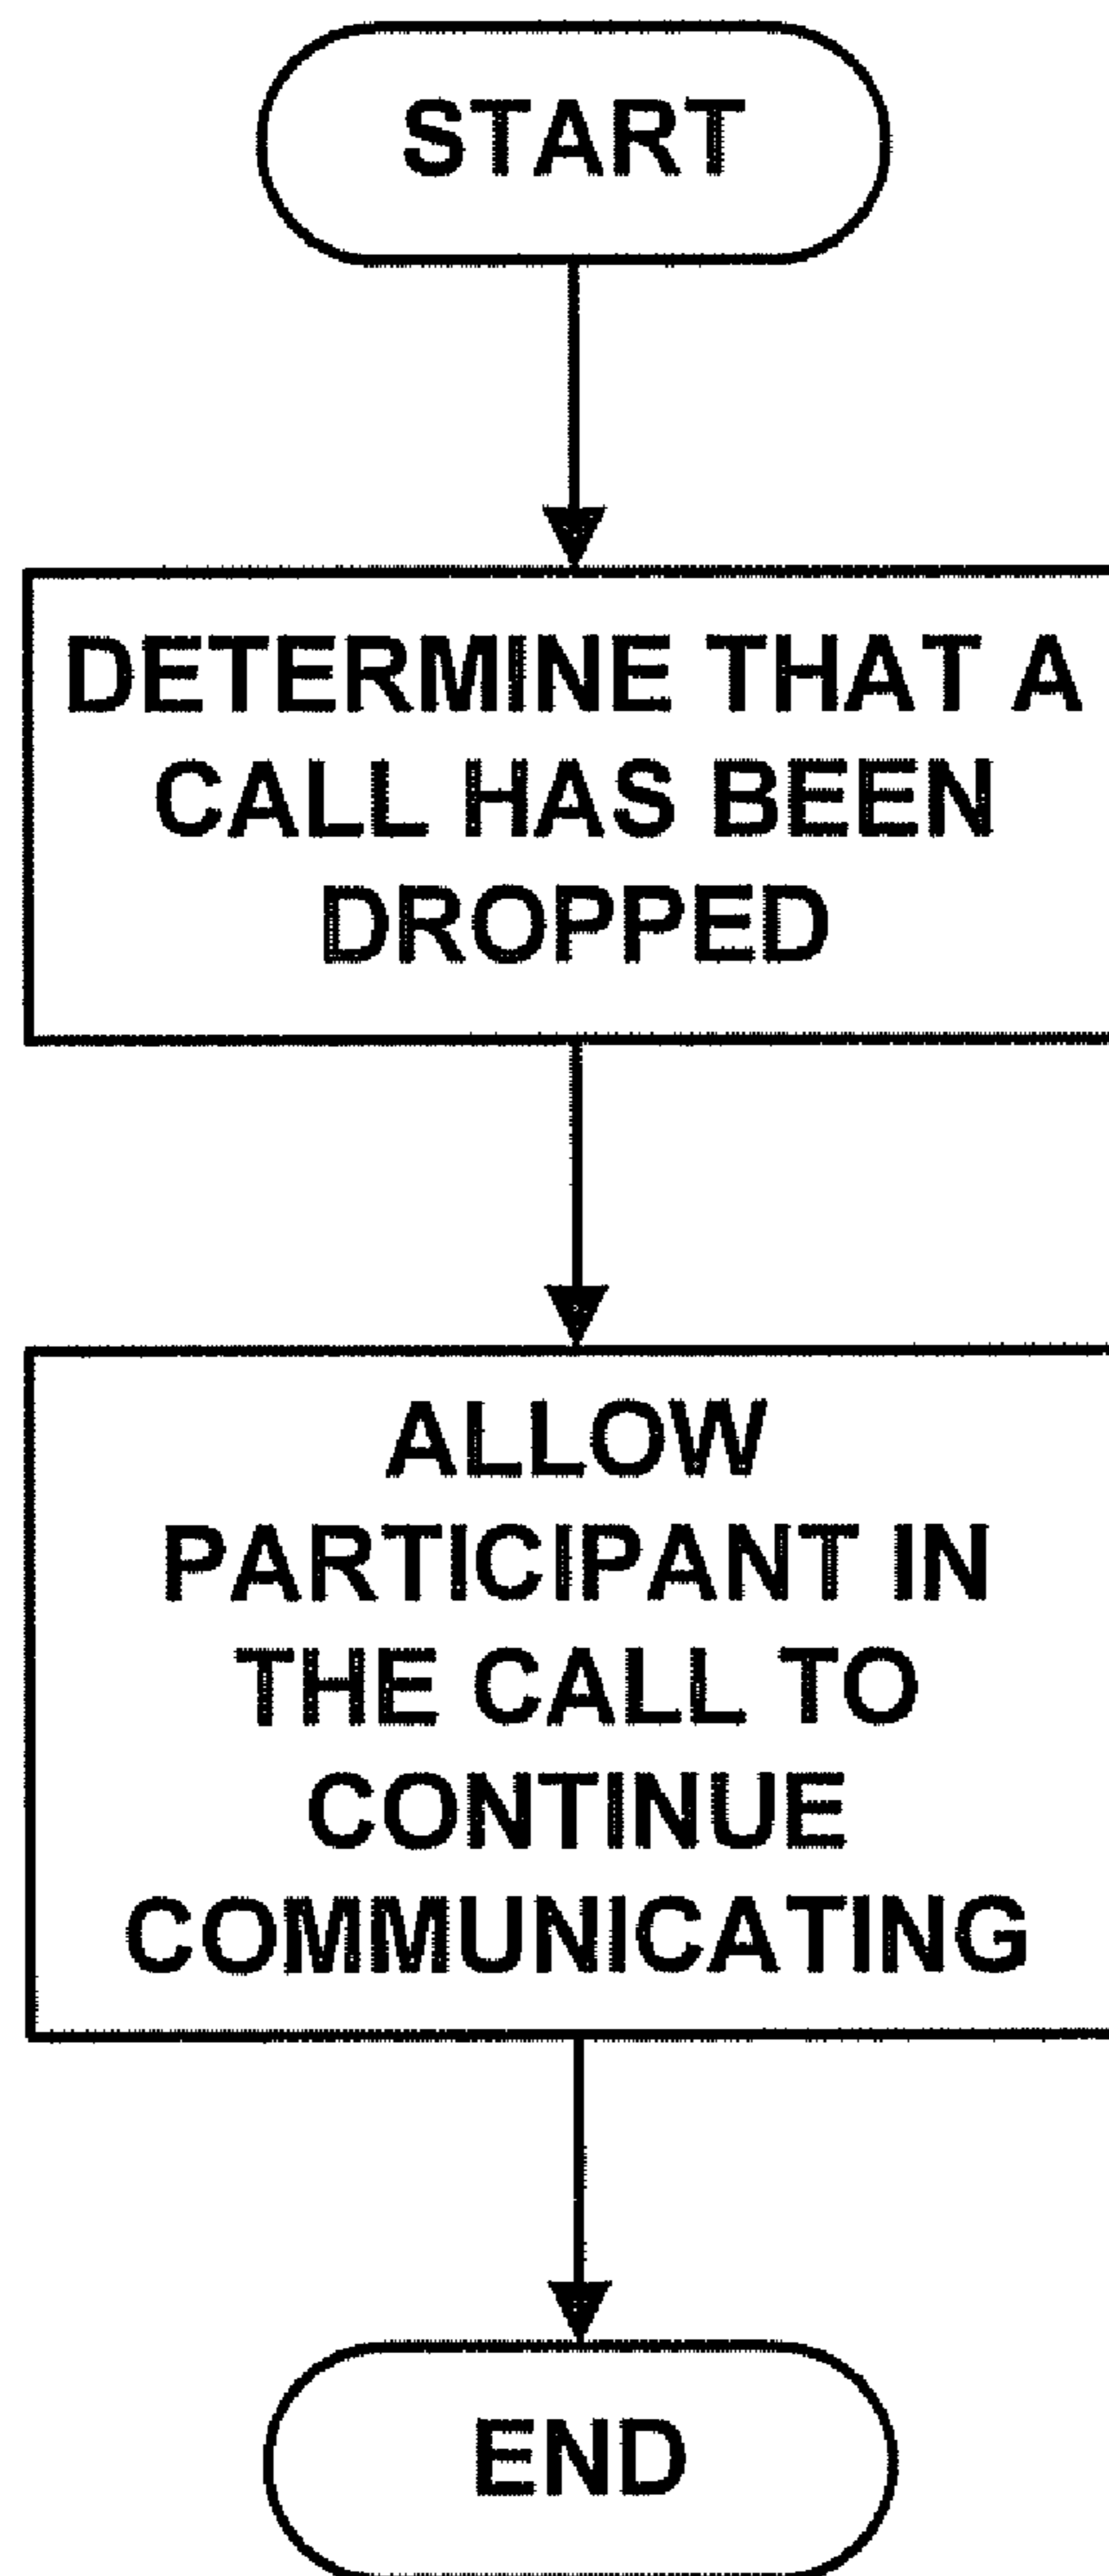 START
DETERMINE THAT A
CALL HAS BEEN
DROPPED
ALLOW
PARTICIPANT IN
THE CALL TO
CONTINUE
COMMUNICATING
END